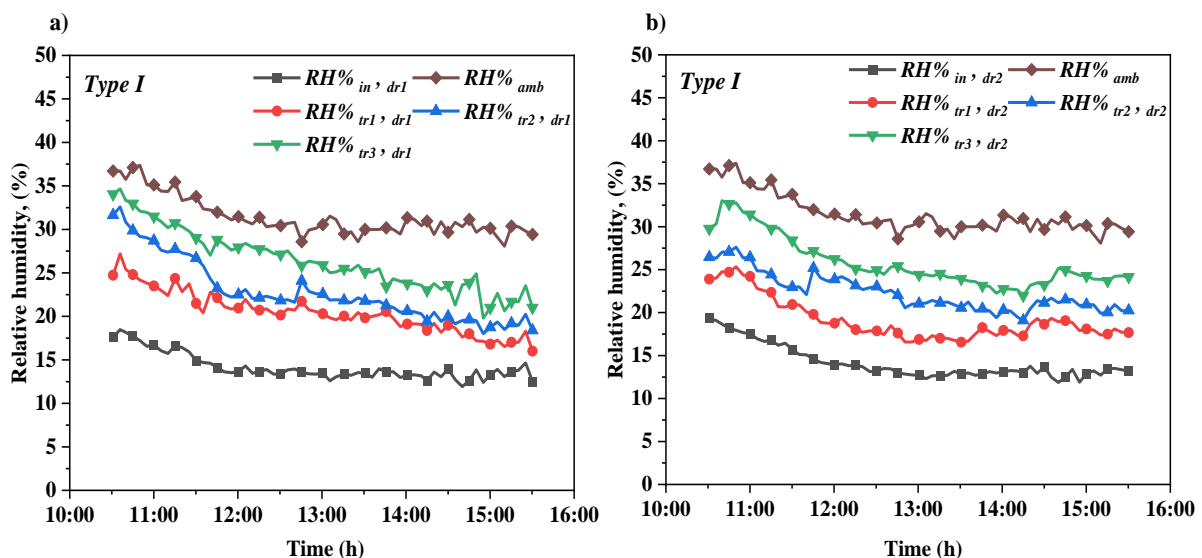 a)
Type I
RH% in, dr1
RH% amb
RH% tr1, dr1
RH% tr2, dr1
RH% tr3, dr1
50
45
40
35
30
25
20
15
10
5
0
Relative humidity, (%)
10:00 11:00 12:00 13:00 14:00 15:00 16:00
Time (h)
b)
Type I
RH% in, dr2
RH% amb
RH% tr1, dr2
RH% tr2, dr2
RH% tr3, dr2
50
45
40
35
30
25
20
15
10
5
0
Relative humidity, (%)
10:00 11:00 12:00 13:00 14:00 15:00 16:00
Time (h)